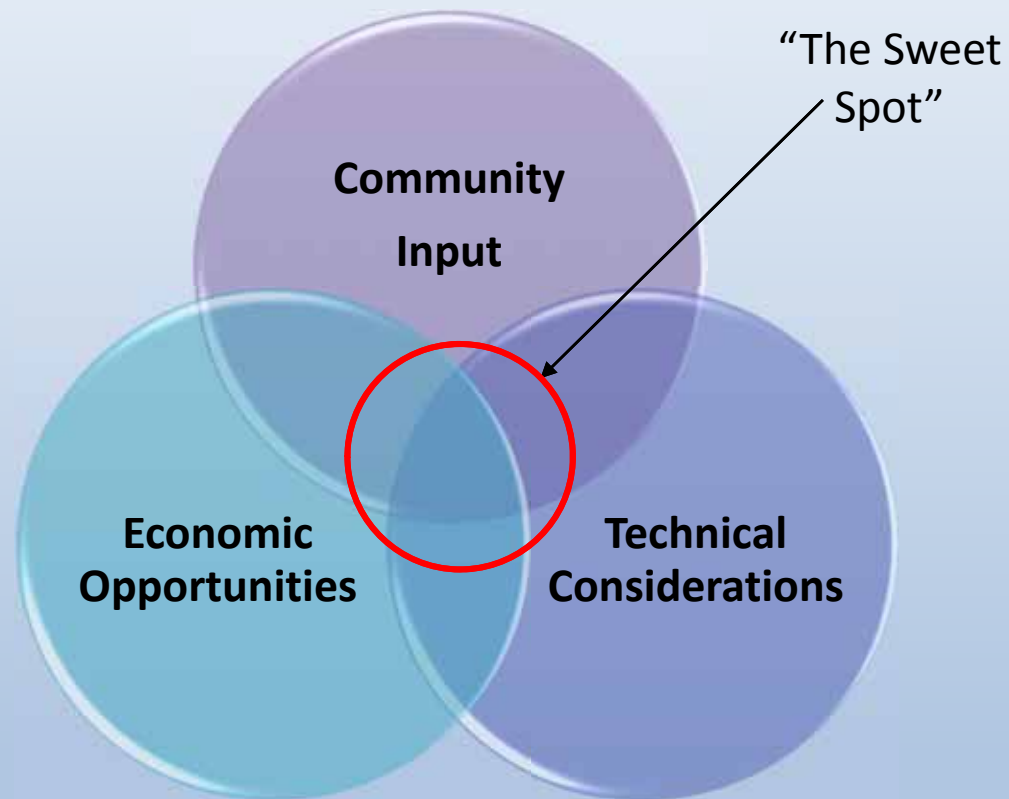 “The Sweet
Spot”
Community
Input
Economic
Opportunities
Technical
Considerations